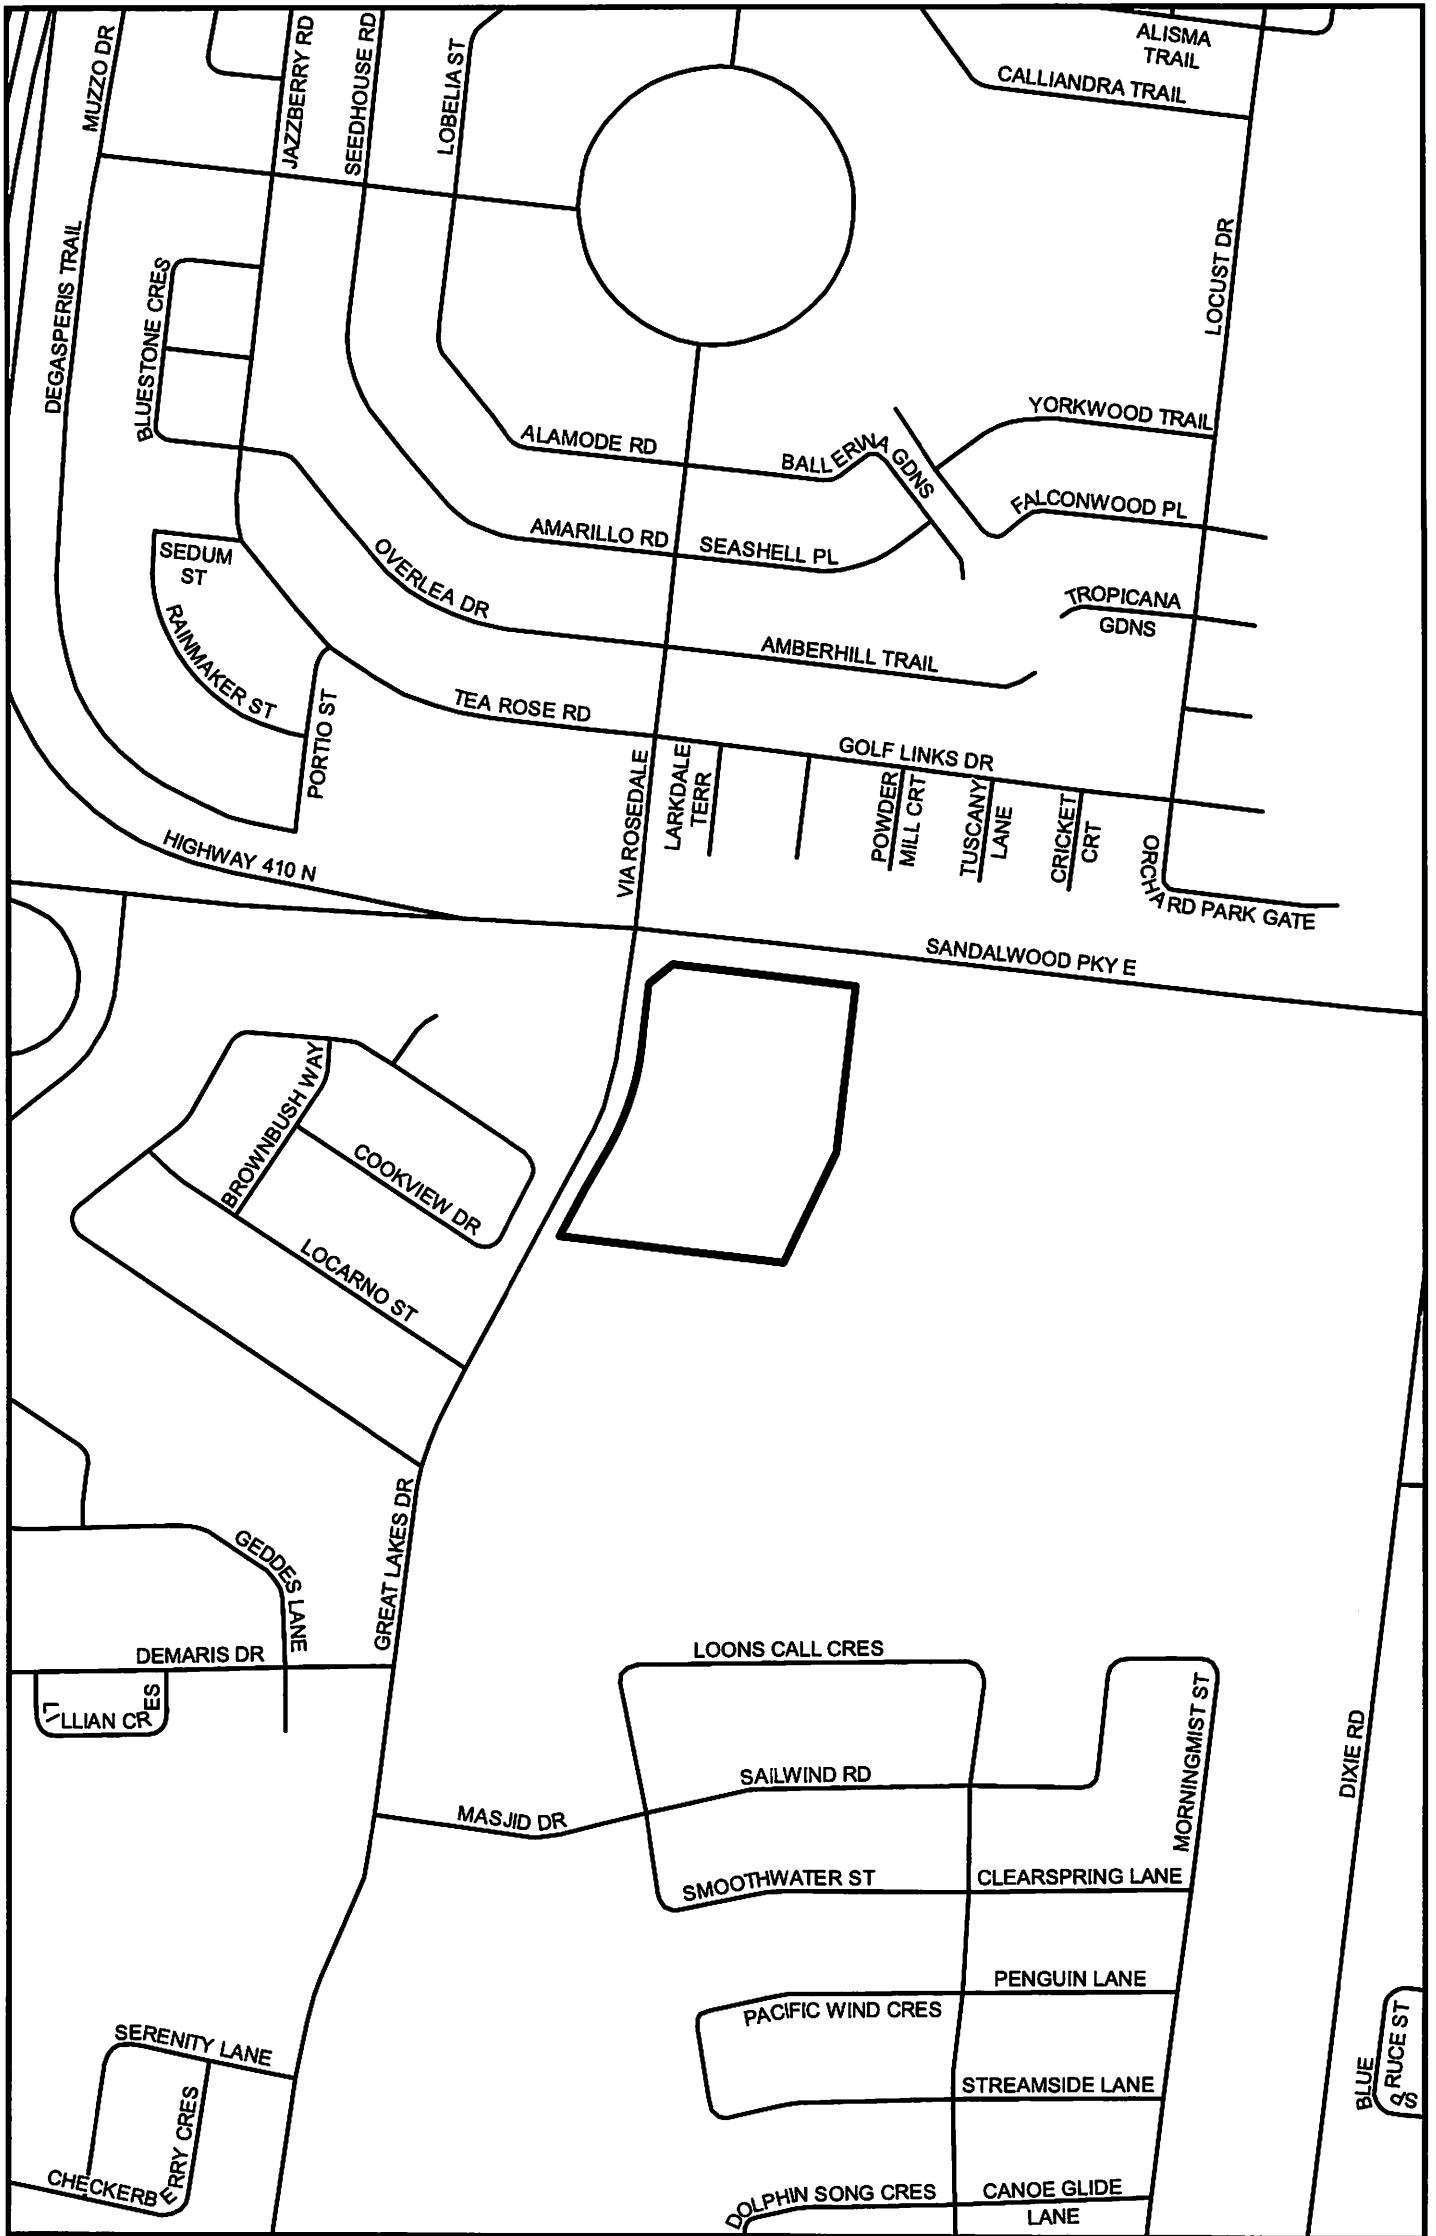 MUZZO DR
JAZZBERRY RD
SEEDHOUSE RD
LOBELIA ST
ALISMA
TRAIL
CALLIANDRA TRAIL
DEGASPERIS TRAIL
BLUESTONE CRES
LOCUST DR
YORKWOOD TRAIL
ALAMODE RD
BALLERINA GDNS
FALCONWOOD PL
AMARILLO RD
SEASHELL PL
SEDUM
ST
OVERLEA DR
TROPICANA
GDNS
RAINMAKER ST
AMBERHILL TRAIL
PORTIO ST
TEA ROSE RD
GOLF LINKS DR
VIA ROSEDALE
LARKDALE
TERR
POWDER
MILL CRT
TUSCANY
LANE
CRICKET
CRT
ORCHARD PARK GATE
HIGHWAY 410 N
SANDALWOOD PKY E
BROWNBUSH WAY
COOKVIEW DR
LOCARNO ST
GREAT LAKES DR
GEDDES LANE
DEMARIS DR
LILLIAN CRES
LOONS CALL CRES
MORNINGMIST ST
DIXIE RD
SAILWIND RD
MASJID DR
SMOOTHWATER ST
CLEARSPRING LANE
PENGUIN LANE
PACIFIC WIND CRES
SERENITY LANE
STREAMSIDE LANE
BLUE
SPRUCE ST
CHECKERBERRY CRES
DOLPHIN SONG CRES
CANOE GLIDE
LANE